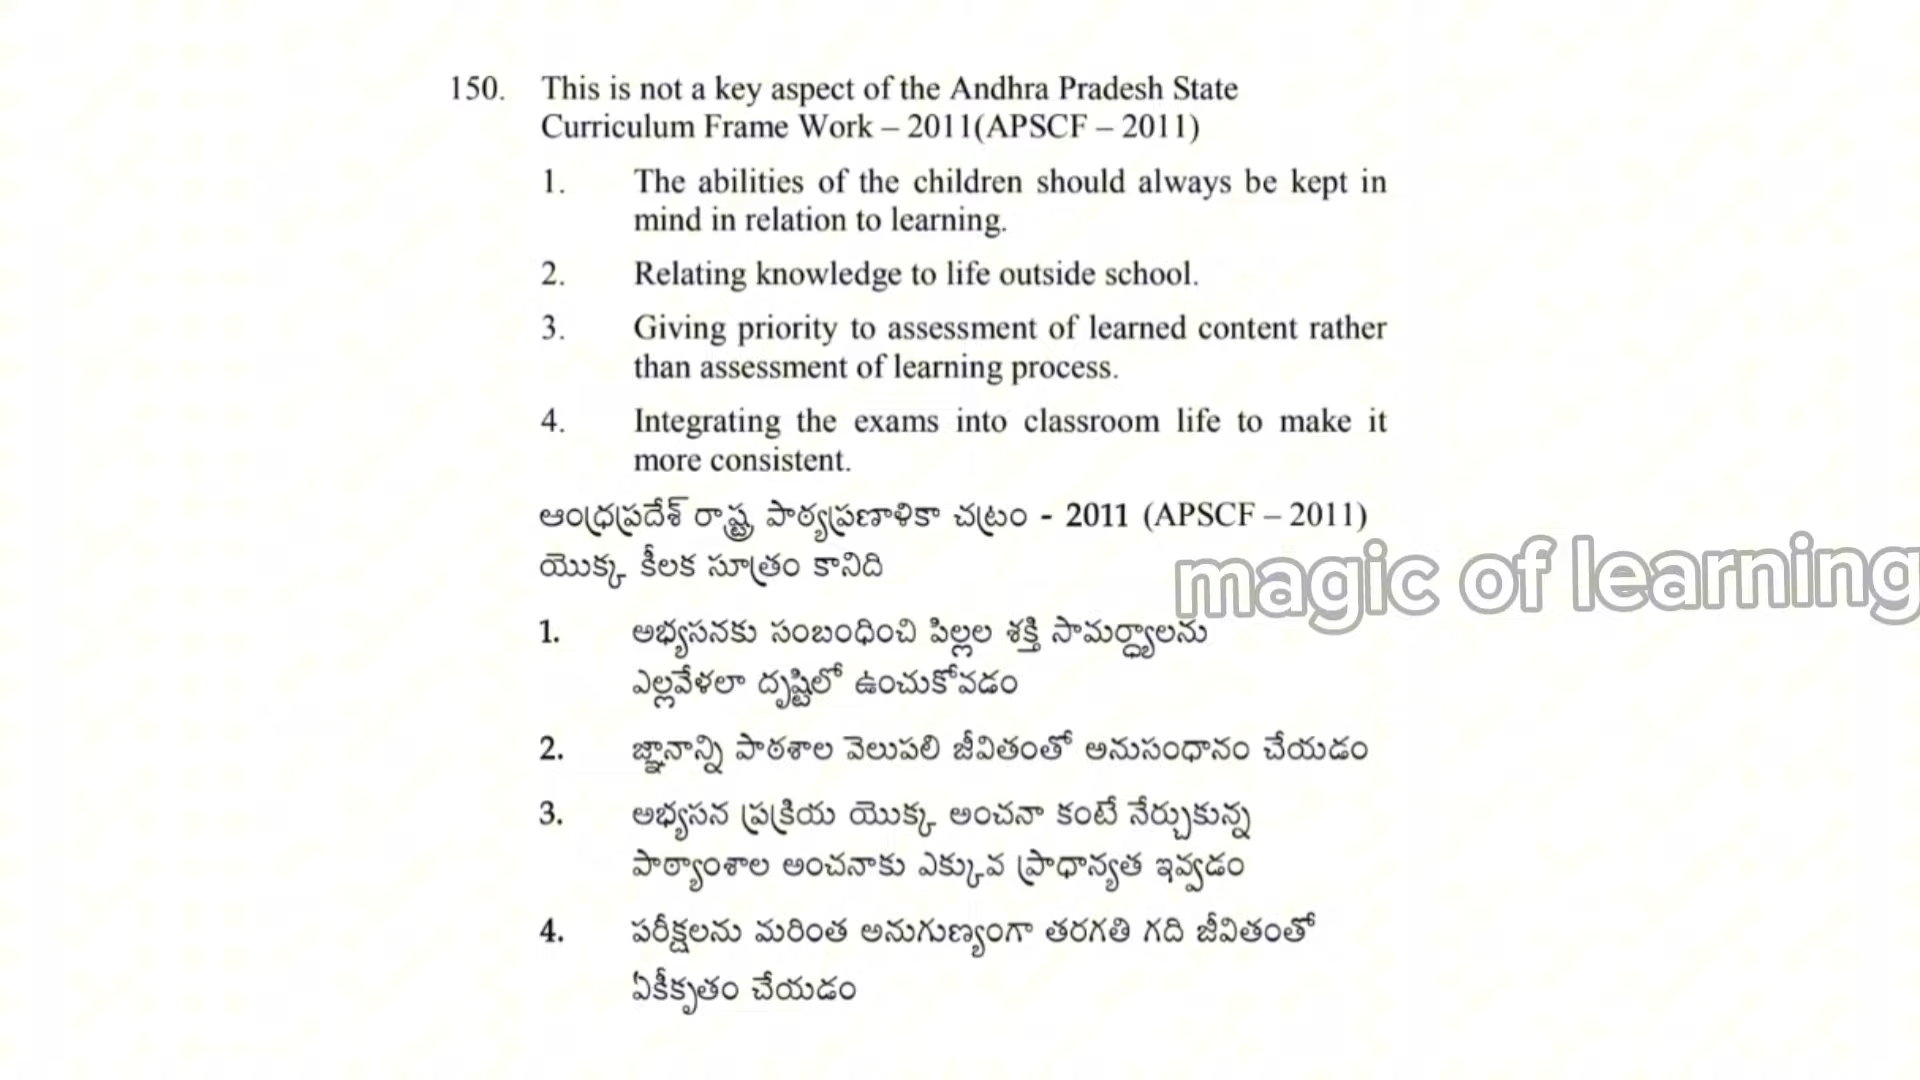 150. This is not a key aspect of the Andhra Pradesh State
Curriculum Frame Work – 2011(APSCF – 2011)
1. The abilities of the children should always be kept in
mind in relation to learning.
2. Relating knowledge to life outside school.
3. Giving priority to assessment of learned content rather
than assessment of learning process.
4. Integrating the exams into classroom life to make it
more consistent.
ఆంధ్రప్రదేశ్ రాష్ట్ర పాఠ్యప్రణాళికా చట్రం - 2011 (APSCF – 2011)
యొక్క కీలక సూత్రం కానిది
magic of learning
1. అభ్యసనకు సంబంధించి పిల్లల శక్తి సామర్థ్యాలను
ఎల్లవేళలా దృష్టిలో ఉంచుకోవడం
2. జ్ఞానాన్ని పాఠశాల వెలుపలి జీవితంతో అనుసంధానం చేయడం
3. అభ్యసన ప్రక్రియ యొక్క అంచనా కంటే నేర్చుకున్న
పాఠ్యాంశాల అంచనాకు ఎక్కువ ప్రాధాన్యత ఇవ్వడం
4. పరీక్షలను మరింత అనుగుణ్యంగా తరగతి గది జీవితంతో
ఏకీకృతం చేయడం